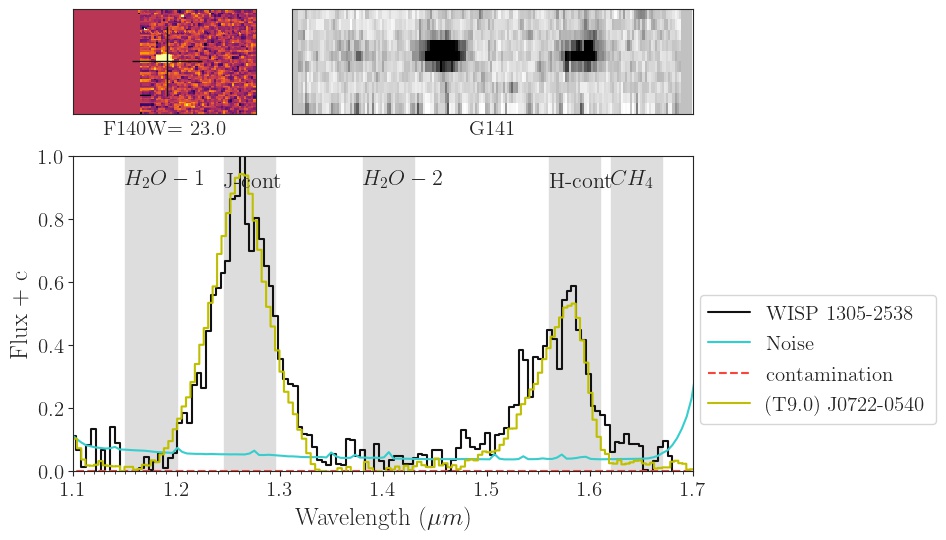 F140W= 23.0
G141
H₂O − 1
J-cont
H₂O − 2
H-cont
CH₄
1.0
0.8
0.6
0.4
0.2
0.0
Flux + c
1.1
1.2
1.3
1.4
1.5
1.6
1.7
Wavelength (μm)
WISP 1305-2538
Noise
contamination
(T9.0) J0722-0540